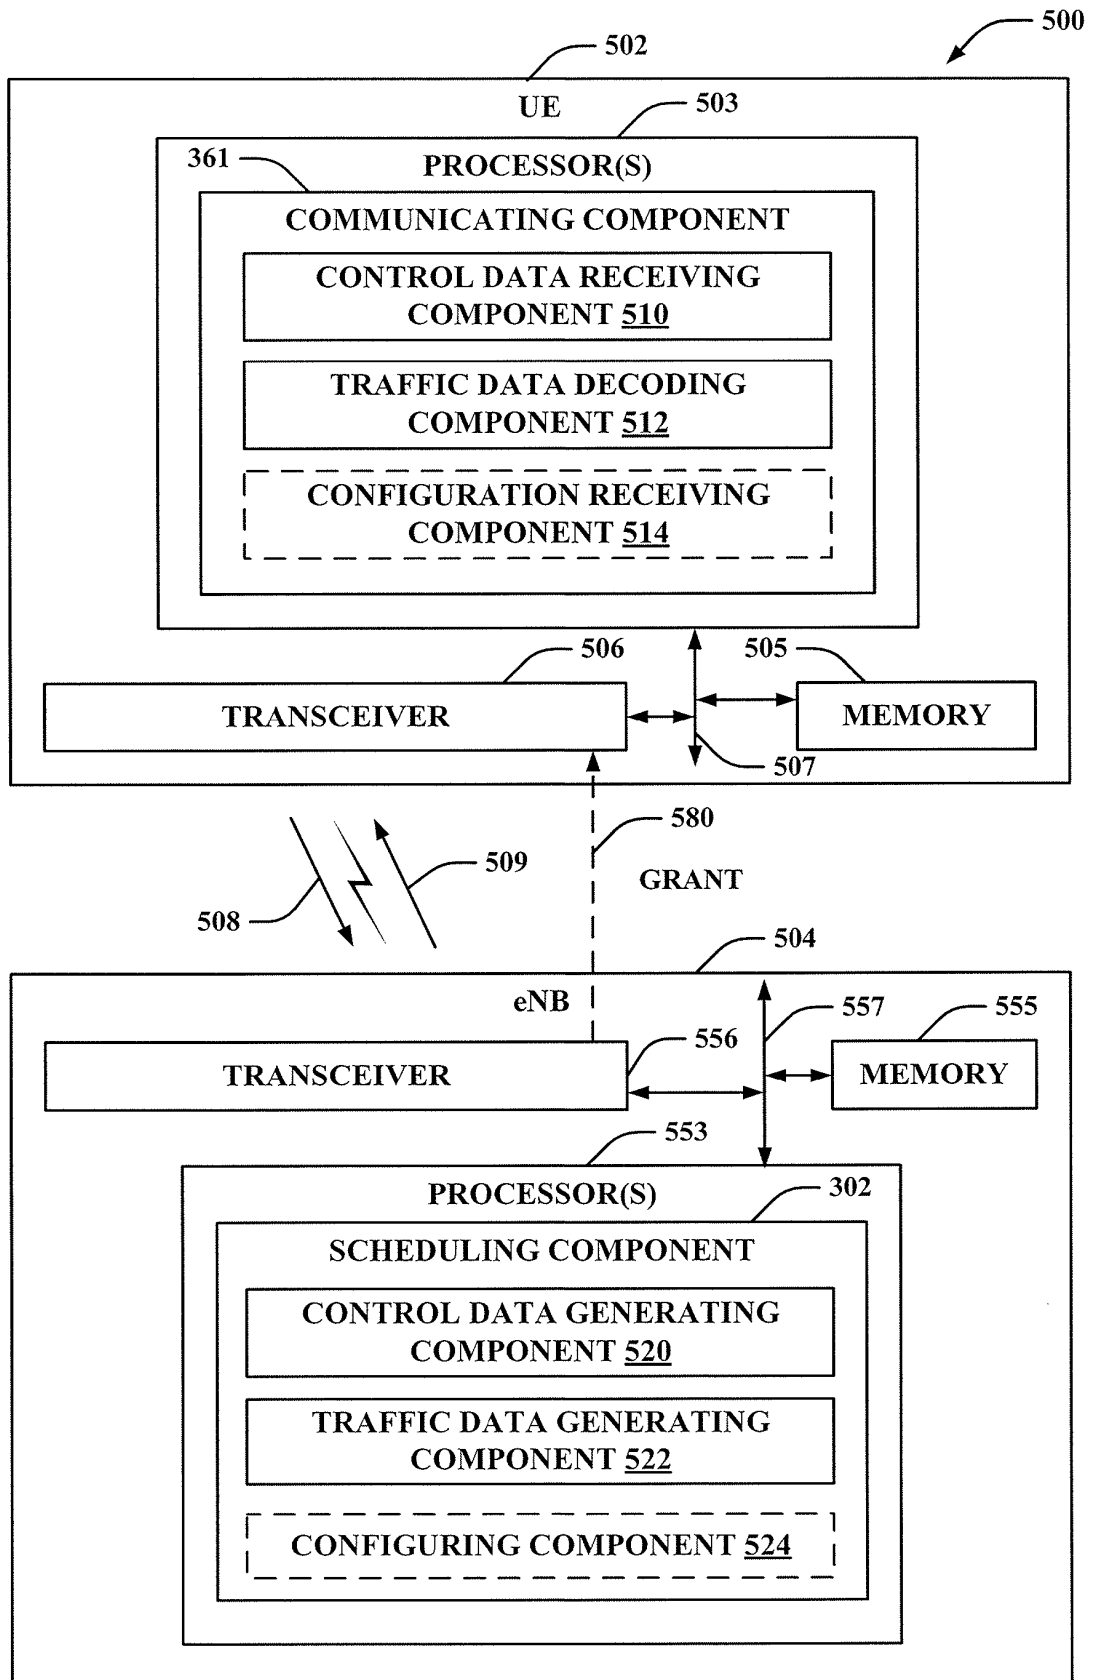 500
502
UE
503
361
PROCESSOR(S)
COMMUNICATING COMPONENT
CONTROL DATA RECEIVING
COMPONENT 510
TRAFFIC DATA DECODING
COMPONENT 512
CONFIGURATION RECEIVING
COMPONENT 514
506
505
TRANSCEIVER
MEMORY
507
580
509
GRANT
508
504
eNB
557
555
556
TRANSCEIVER
MEMORY
553
PROCESSOR(S)
302
SCHEDULING COMPONENT
CONTROL DATA GENERATING
COMPONENT 520
TRAFFIC DATA GENERATING
COMPONENT 522
CONFIGURING COMPONENT 524